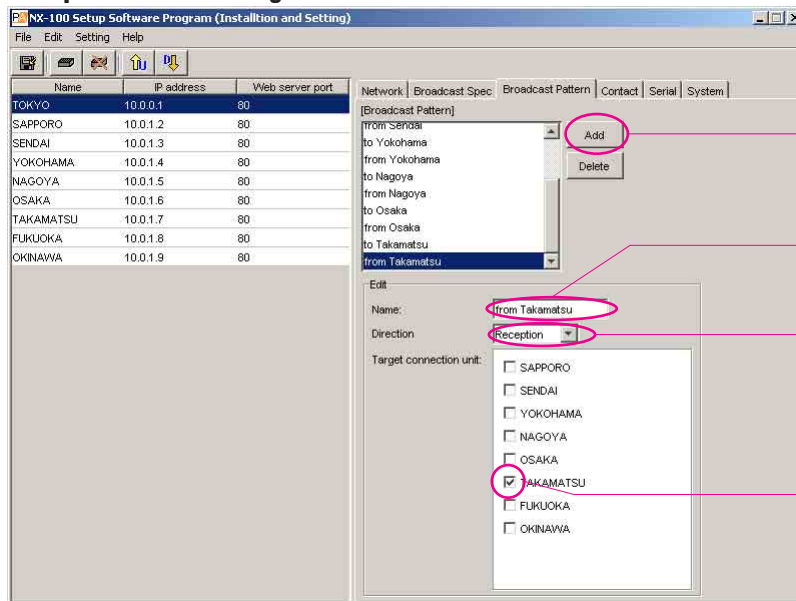 NX-100 Setup Software Program (Installtion and Setting)
File Edit Setting Help
Name IP address Web server port
TOKYO 10.0.0.1 80
SAPPORO 10.0.1.2 80
SENDAI 10.0.1.3 80
YOKOHAMA 10.0.1.4 80
NAGOYA 10.0.1.5 80
OSAKA 10.0.1.6 80
TAKAMATSU 10.0.1.7 80
FUKUOKA 10.0.1.8 80
OKINAWA 10.0.1.9 80
Network Broadcast Spec Broadcast Pattern Contact Serial System
[Broadcast Pattern]
from Sendai
to Yokohama
from Yokohama
to Nagoya
from Nagoya
to Osaka
from Osaka
to Takamatsu
from Takamatsu
Add
Delete
Edit
Name: from Takamatsu
Direction Reception
Target connection unit:
SAPPORO
SENDAI
YOKOHAMA
NAGOYA
OSAKA
TAKAMATSU
FUKUOKA
OKINAWA